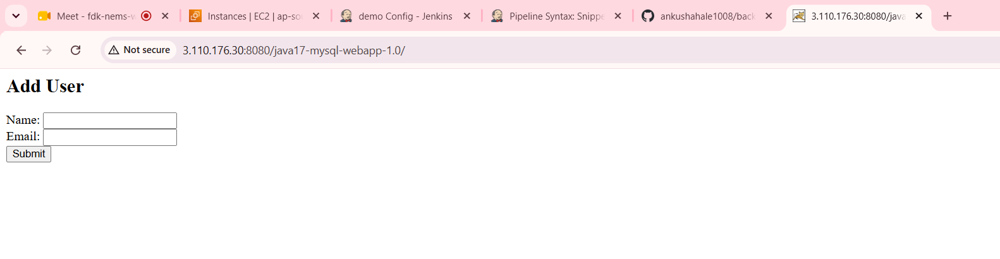 Meet - fdk-nems-w
Instances | EC2 | ap-sou
demo Config - Jenkins
Pipeline Syntax: Snippe
ankushahale1008/back
3.110.176.30:8080/java
Not secure
3.110.176.30:8080/java17-mysql-webapp-1.0/
Add User
Name:
Email:
Submit